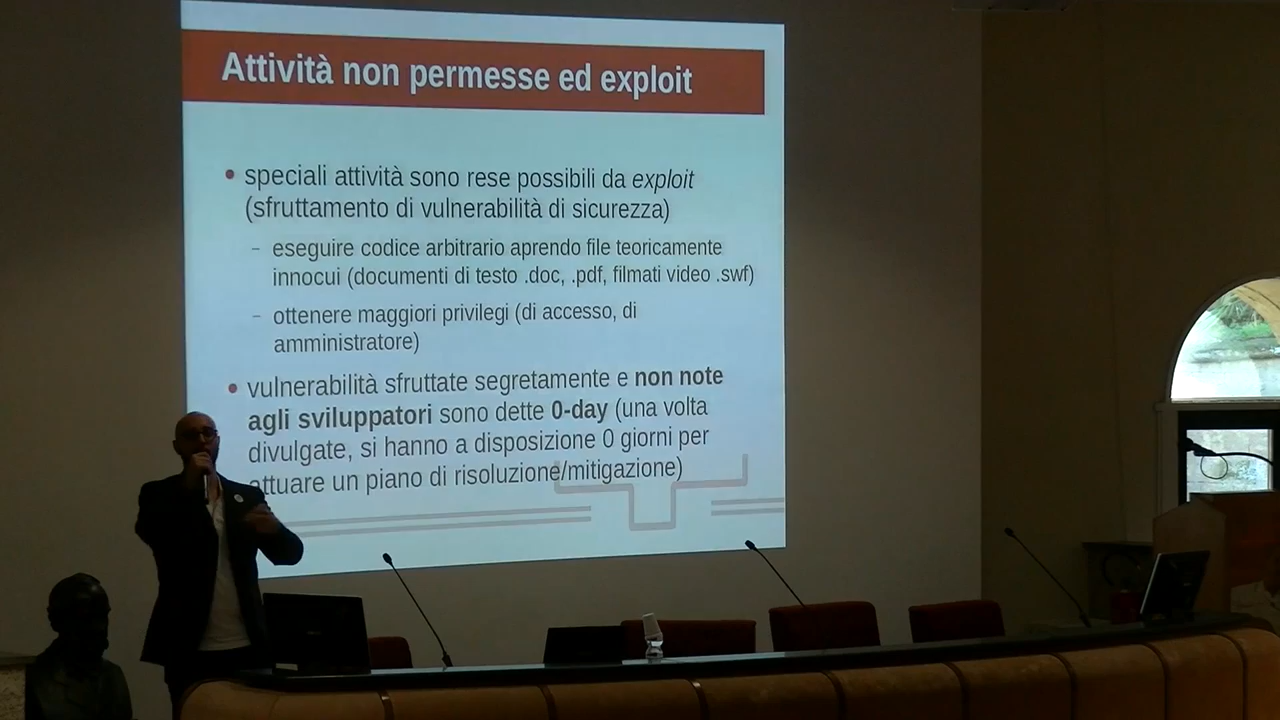 Attività non permesse ed exploit
• speciali attività sono rese possibili da exploit
(sfruttamento di vulnerabilità di sicurezza)
– eseguire codice arbitrario aprendo file teoricamente
innocui (documenti di testo .doc, .pdf, filmati video .swf)
– ottenere maggiori privilegi (di accesso, di
amministratore)
• vulnerabilità sfruttate segretamente e non note
agli sviluppatori sono dette 0-day (una volta
divulgate, si hanno a disposizione 0 giorni per
attuare un piano di risoluzione/mitigazione)